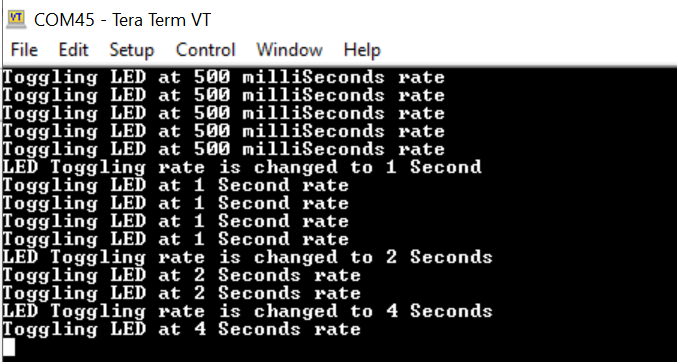 COM45 - Tera Term VT
File Edit Setup Control Window Help
Toggling LED at 500 milliSeconds rate
Toggling LED at 500 milliSeconds rate
Toggling LED at 500 milliSeconds rate
Toggling LED at 500 milliSeconds rate
Toggling LED at 500 milliSeconds rate
LED Toggling rate is changed to 1 Second
Toggling LED at 1 Second rate
Toggling LED at 1 Second rate
Toggling LED at 1 Second rate
Toggling LED at 1 Second rate
LED Toggling rate is changed to 2 Seconds
Toggling LED at 2 Seconds rate
Toggling LED at 2 Seconds rate
LED Toggling rate is changed to 4 Seconds
Toggling LED at 4 Seconds rate